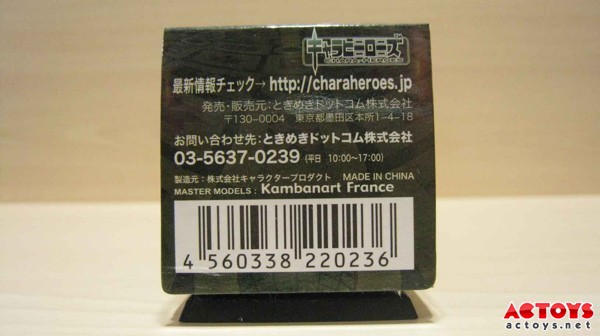 キャラヒーローズ
CHARA-HEROES
最新情報チェック→ http://charaheroes.jp
発売・販売元：ときめきドットコム株式会社
〒130-0004 東京都墨田区本所1-4-18
お問い合わせ先：ときめきドットコム株式会社
03-5637-0239 (平日 10:00~17:00)
製造元：株式会社キャラクタープロダクト MADE IN CHINA
MASTER MODELS : Kambanart France
4 560338 220236
ACTOYS
actoys.net